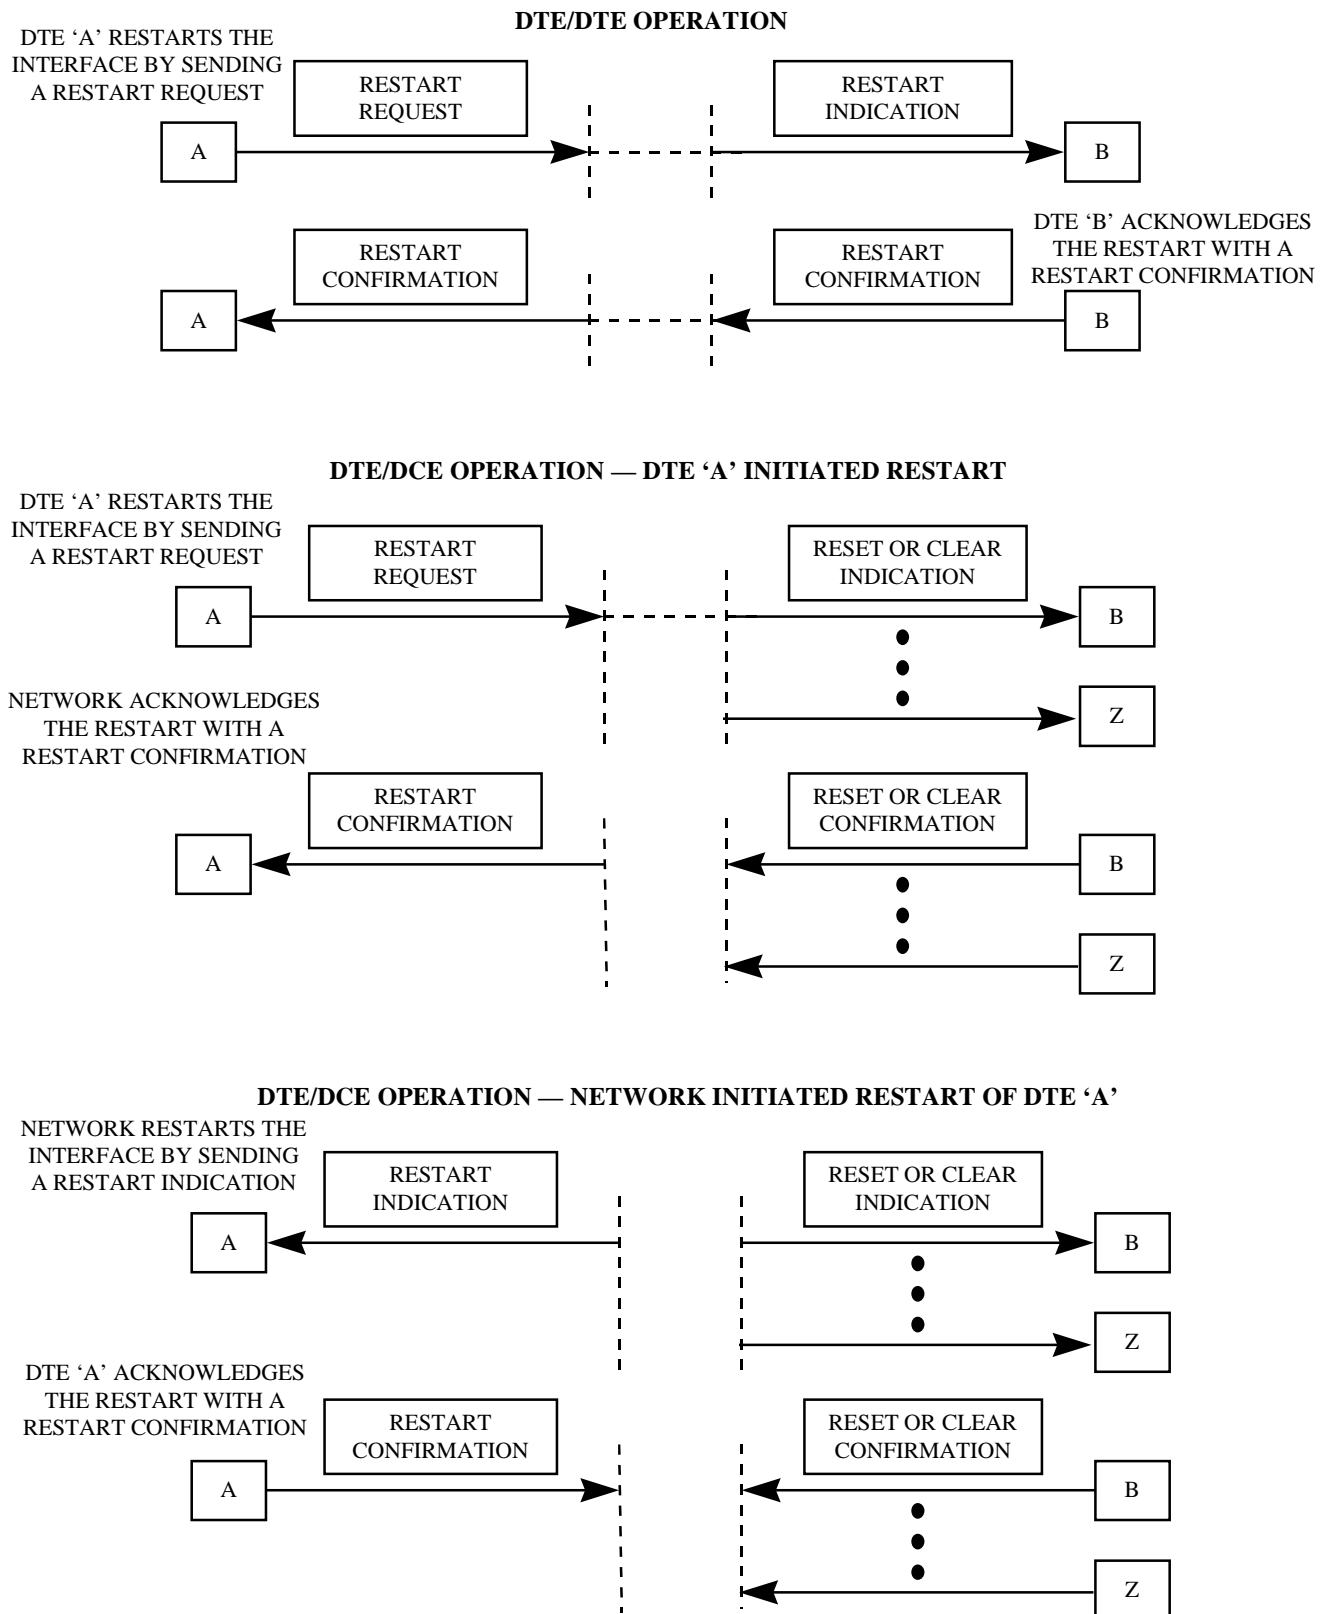 DTE/DTE OPERATION
DTE ‘A’ RESTARTS THE
INTERFACE BY SENDING
A RESTART REQUEST
RESTART
REQUEST
RESTART
INDICATION
A
B
DTE ‘B’ ACKNOWLEDGES
THE RESTART WITH A
RESTART CONFIRMATION
RESTART
CONFIRMATION
RESTART
CONFIRMATION
A
B
DTE/DCE OPERATION — DTE ‘A’ INITIATED RESTART
DTE ‘A’ RESTARTS THE
INTERFACE BY SENDING
A RESTART REQUEST
RESTART
REQUEST
RESET OR CLEAR
INDICATION
A
B
Z
NETWORK ACKNOWLEDGES
THE RESTART WITH A
RESTART CONFIRMATION
RESTART
CONFIRMATION
RESET OR CLEAR
CONFIRMATION
A
B
Z
DTE/DCE OPERATION — NETWORK INITIATED RESTART OF DTE ‘A’
NETWORK RESTARTS THE
INTERFACE BY SENDING
A RESTART INDICATION
RESTART
INDICATION
RESET OR CLEAR
INDICATION
A
B
Z
DTE ‘A’ ACKNOWLEDGES
THE RESTART WITH A
RESTART CONFIRMATION
RESTART
CONFIRMATION
RESET OR CLEAR
CONFIRMATION
A
B
Z